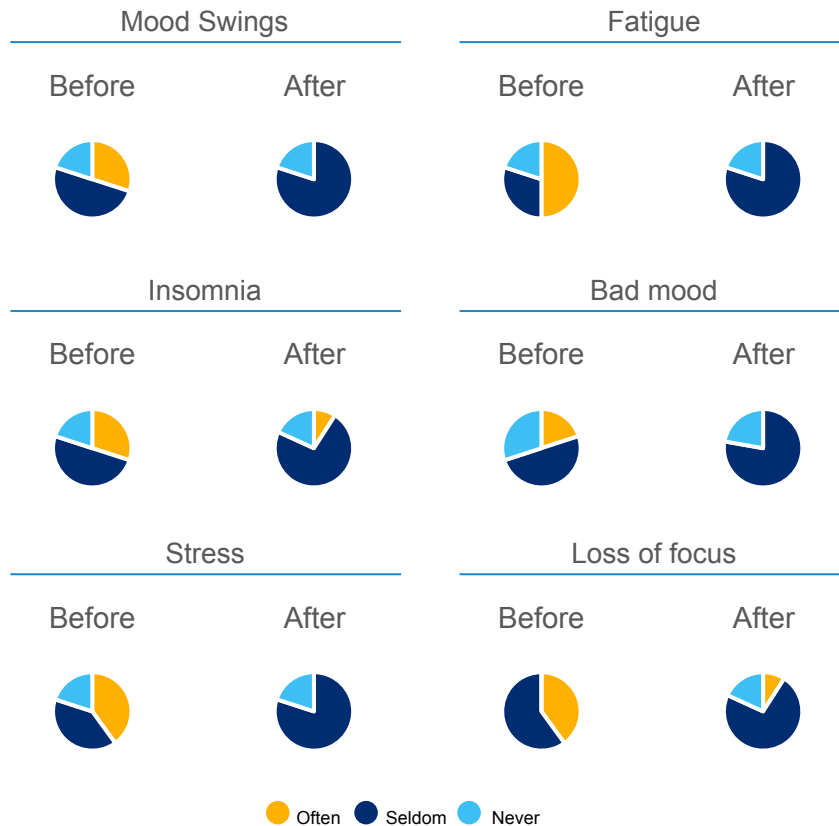 Mood Swings
Fatigue
Before After
Before After
Insomnia
Bad mood
Before After
Before After
Stress
Loss of focus
Before After
Before After
Often Seldom Never